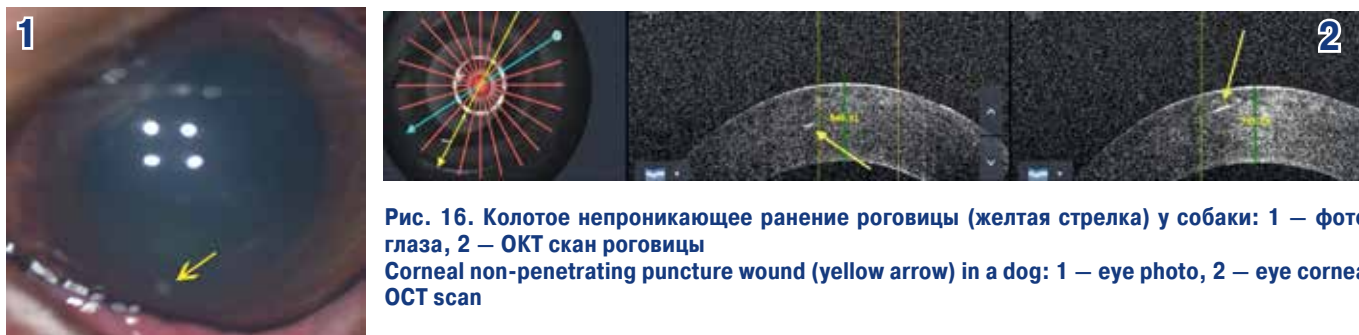 1
2
Рис. 16. Колотое непроникающее ранение роговицы (желтая стрелка) у собаки: 1 — фото
глаза, 2 — ОКТ скан роговицы
Corneal non-penetrating puncture wound (yellow arrow) in a dog: 1 — eye photo, 2 — eye cornea
OCT scan